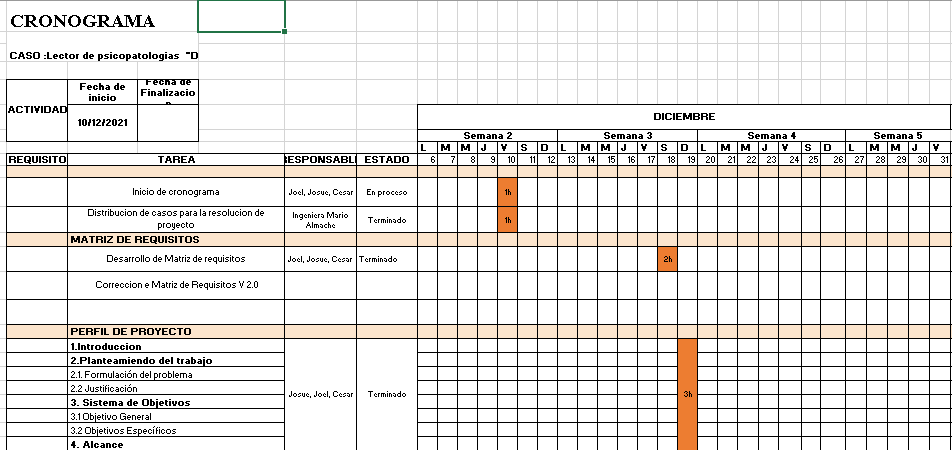 CRONOGRAMA
CASO :Lector de psicopatologias "D
ACTIVIDAD
Fecha de inicio
Fecha de Finalizacio
10/12/2021
DICIEMBRE
Semana 2 Semana 3 Semana 4 Semana 5
L M M J V S D L M M J V S D L M M J V S D L M M J V
REQUISITO TAREA RESPONSABL ESTADO 6 7 8 9 10 11 12 13 14 15 16 17 18 19 20 21 22 23 24 25 26 27 28 29 30 31
Inicio de cronograma Joel, Josue, Cesar En proceso 1h
Distribucion de casos para la resolucion de
proyecto
Ingeniera Mario
Almache
Terminado 1h
MATRIZ DE REQUISITOS
Desarrollo de Matriz de requisitos Joel, Josue, Cesar Terminado 2h
Correccion e Matriz de Requisitos V 2.0
PERFIL DE PROYECTO
1.Introduccion
2.Planteamiendo del trabajo
2.1. Formulación del problema
2.2 Justificación
3. Sistema de Objetivos
3.1 Objetivo General
3.2 Objetivos Específicos
4. Alcance
Josue, Joel, Cesar Terminado 3h